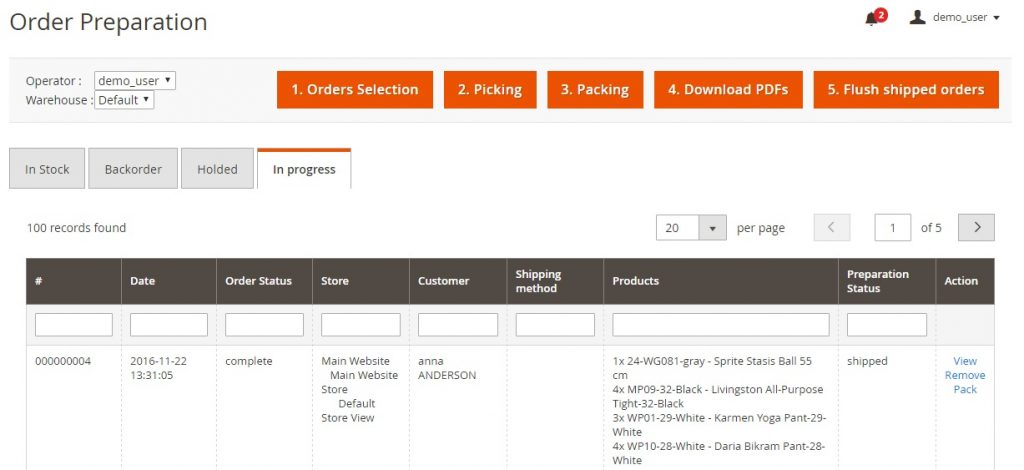 Order Preparation
2
demo_user
Operator : demo_user
Warehouse : Default
1. Orders Selection
2. Picking
3. Packing
4. Download PDFs
5. Flush shipped orders
In Stock
Backorder
Holded
In progress
100 records found
20
per page
1
of 5
#
Date
Order Status
Store
Customer
Shipping
method
Products
Preparation
Status
Action
000000004
2016-11-22
13:31:05
complete
Main Website
Main Website
Store
Default
Store View
anna
ANDERSON
1x 24-WG081-gray - Sprite Stasis Ball 55
cm
4x MP09-32-Black - Livingston All-Purpose
Tight-32-Black
3x WP01-29-White - Karmen Yoga Pant-29-
White
4x WP10-28-White - Daria Bikram Pant-28-
White
shipped
View
Remove
Pack